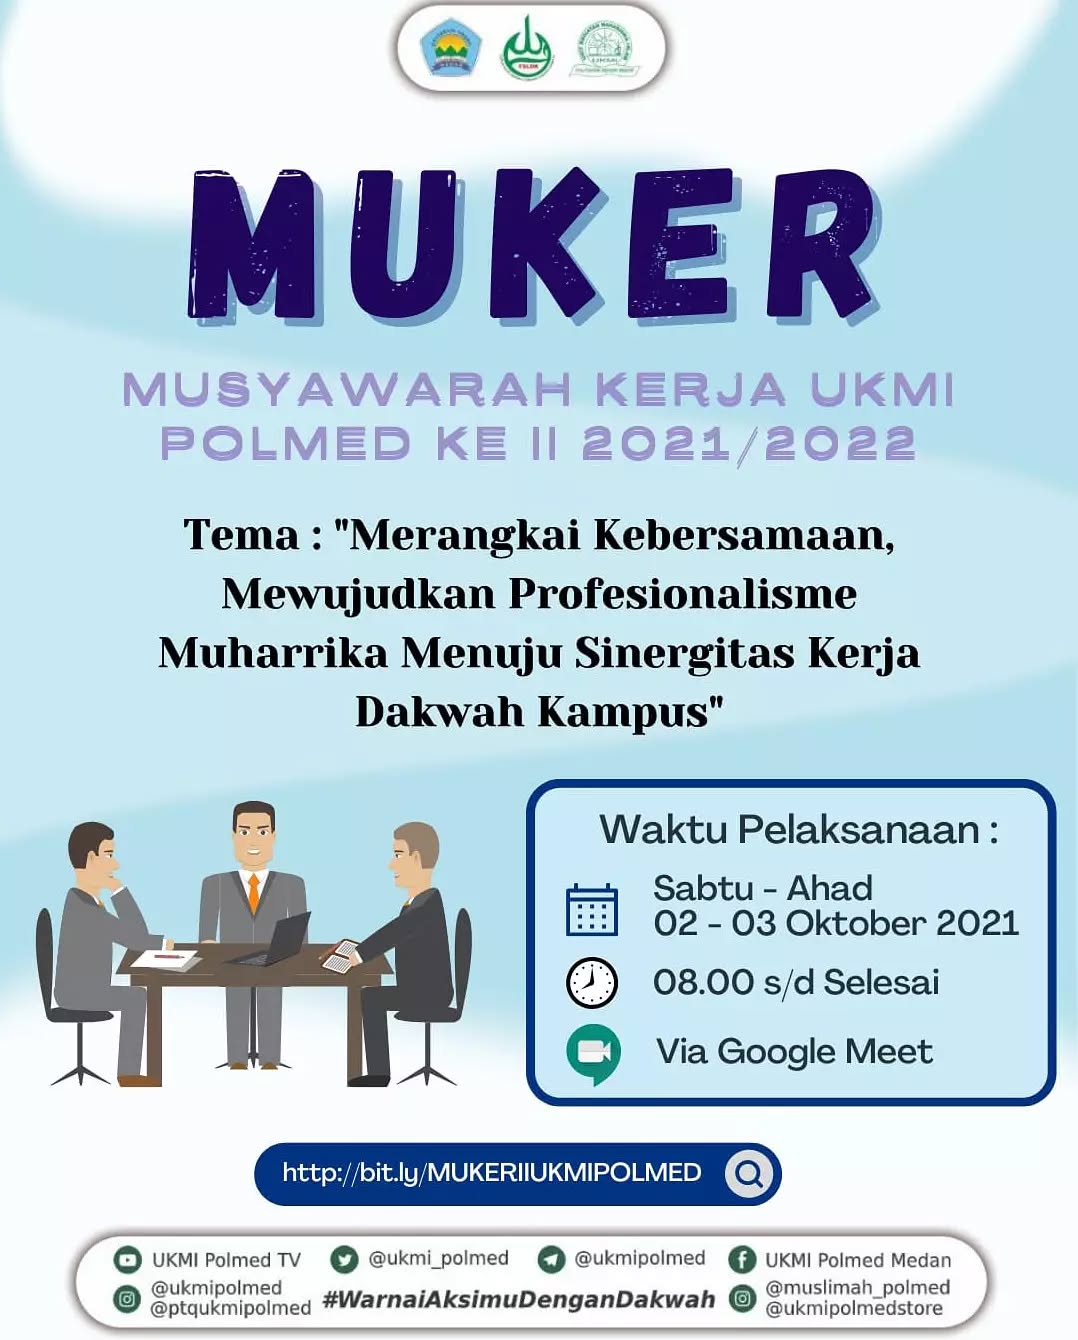 MUKER
MUSYAWARAH KERJA UKMI
POLMED KE II 2021/2022
Tema : "Merangkai Kebersamaan,
Mewujudkan Profesionalisme
Muharrika Menuju Sinergitas Kerja
Dakwah Kampus"
Waktu Pelaksanaan :
Sabtu - Ahad
02 - 03 Oktober 2021
08.00 s/d Selesai
Via Google Meet
http://bit.ly/MUKERIIUKMIPOLMED
UKMI Polmed TV
@ukmi_polmed
@ukmipolmed
UKMI Polmed Medan
@ukmipolmed
@ptqukmipolmed
#WarnaiAksimuDenganDakwah
@muslimah_polmed
@ukmipolmedstore